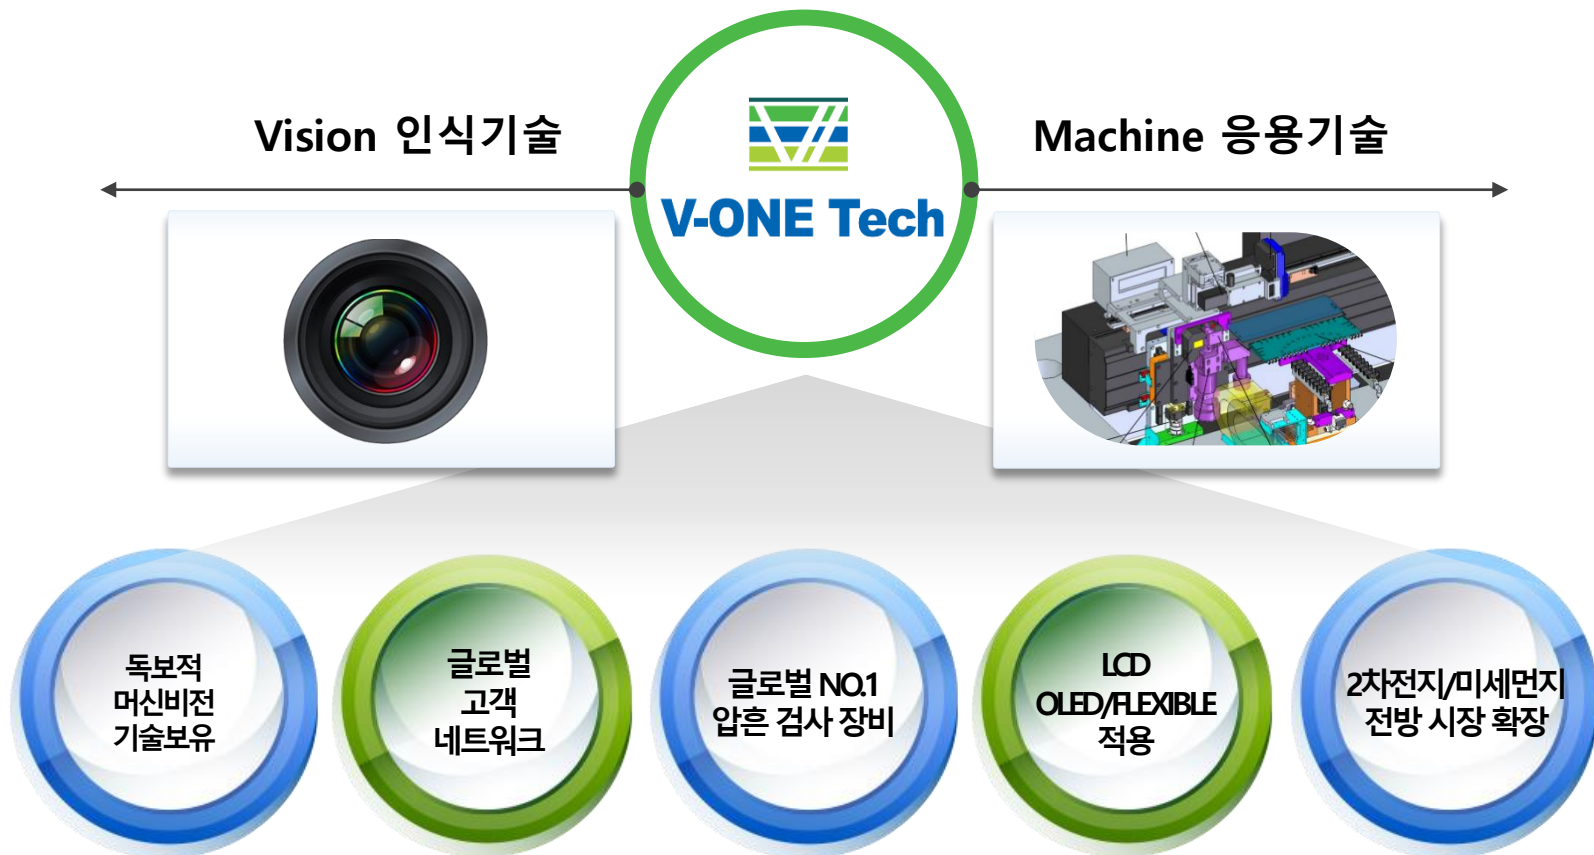 Vision 인식기술
Machine 응용기술
V-ONE Tech
독보적
머신비전
기술보유
글로벌
고객
네트워크
글로벌 NO.1
압흔 검사 장비
LCD
OLED/FLEXIBLE
적용
2차전지/미세먼지
전방 시장 확장